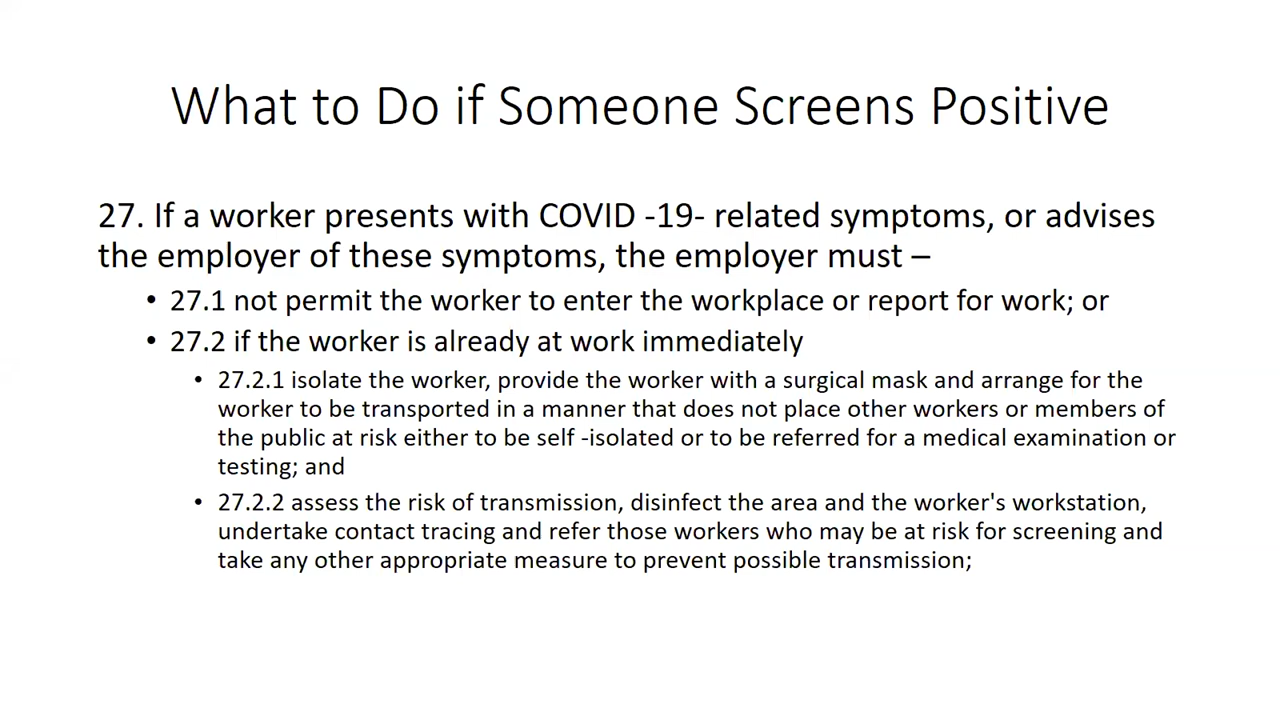 What to Do if Someone Screens Positive
27. If a worker presents with COVID -19- related symptoms, or advises
the employer of these symptoms, the employer must –
• 27.1 not permit the worker to enter the workplace or report for work; or
• 27.2 if the worker is already at work immediately
• 27.2.1 isolate the worker, provide the worker with a surgical mask and arrange for the
worker to be transported in a manner that does not place other workers or members of
the public at risk either to be self -isolated or to be referred for a medical examination or
testing; and
• 27.2.2 assess the risk of transmission, disinfect the area and the worker's workstation,
undertake contact tracing and refer those workers who may be at risk for screening and
take any other appropriate measure to prevent possible transmission;